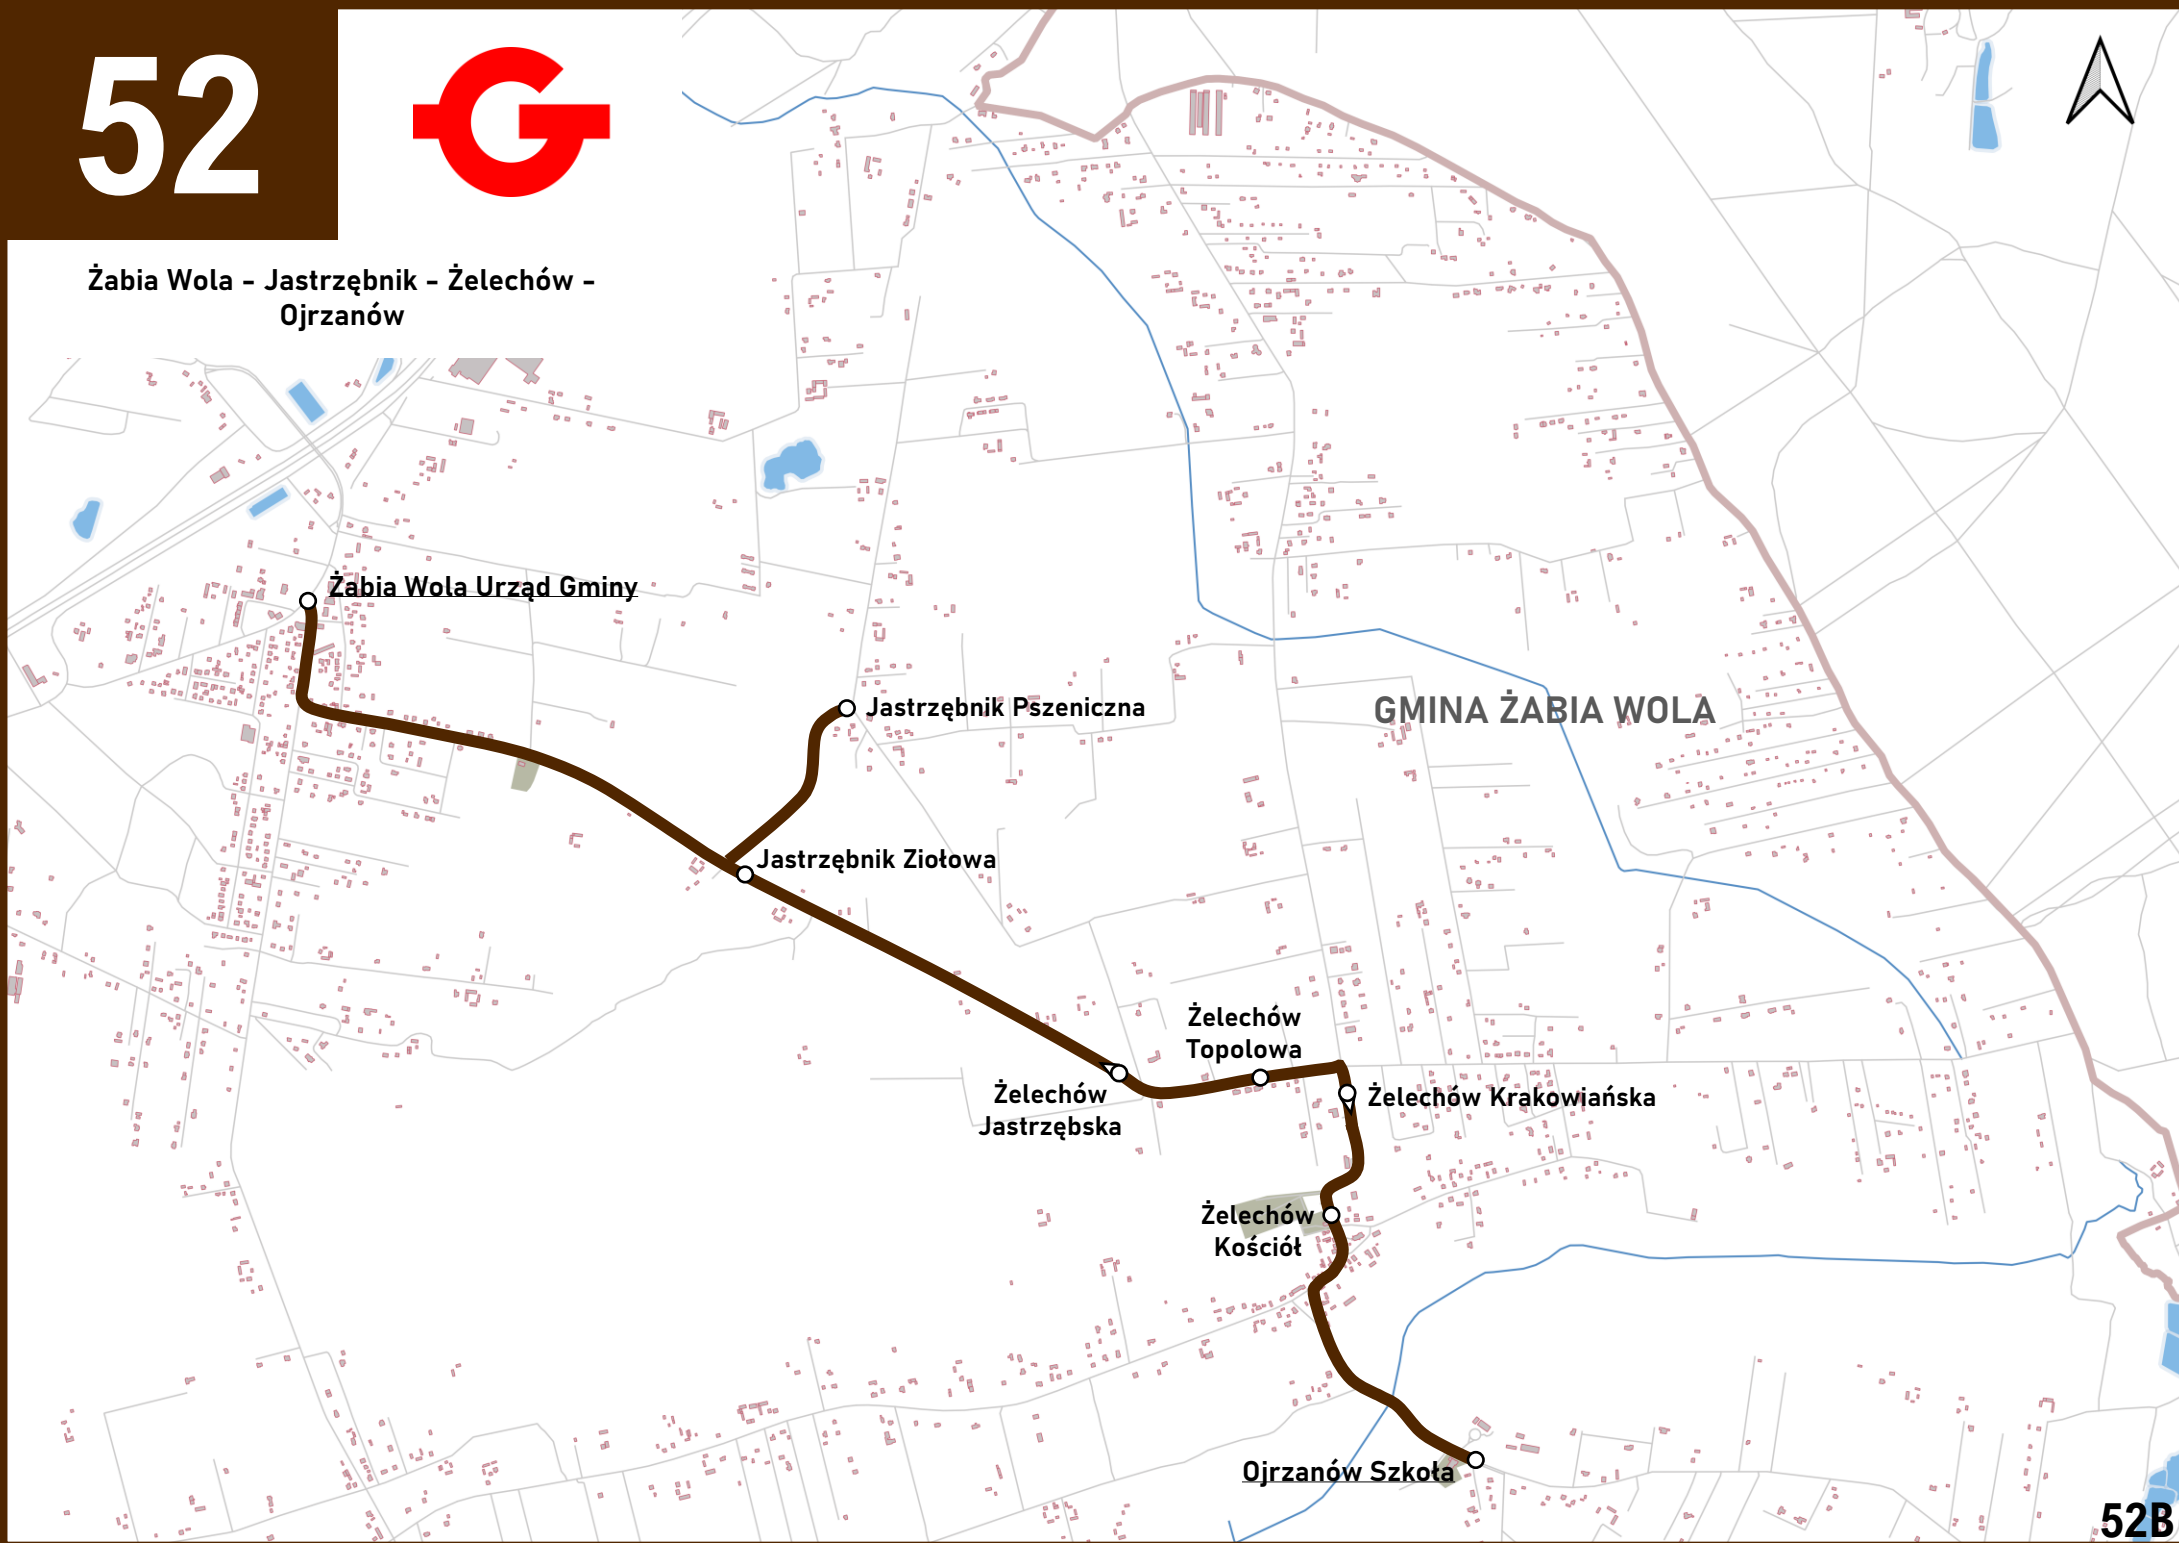 52
G
Żabia Wola - Jastrzębnik - Żelechów -
Ojrzanów
Żabia Wola Urząd Gminy
Jastrzębnik Pszeniczna
GMINA ŻABIA WOLA
Jastrzębnik Ziołowa
Żelechów
Topolowa
Żelechów
Jastrzębska
Żelechów Krakowiańska
Żelechów
Kościół
Ojrzanów Szkoła
52B